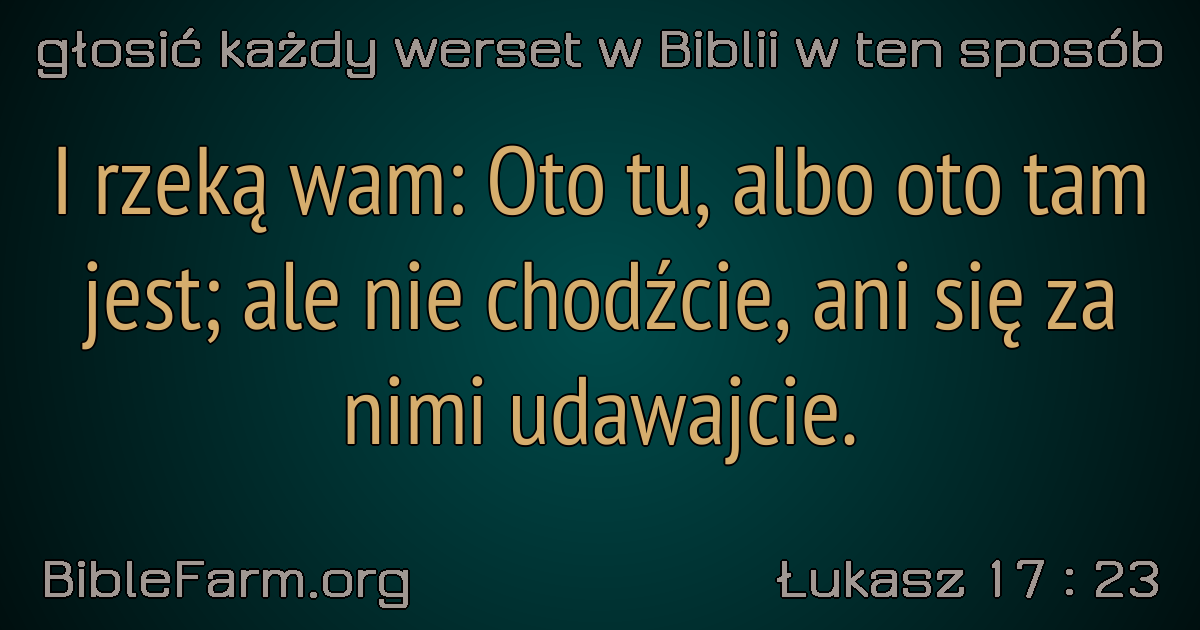 głosić każdy werset w Biblii w ten sposób
I rzeką wam: Oto tu, albo oto tam
jest; ale nie chodźcie, ani się za
nimi udawajcie.
BibleFarm.org
Łukasz 17 : 23